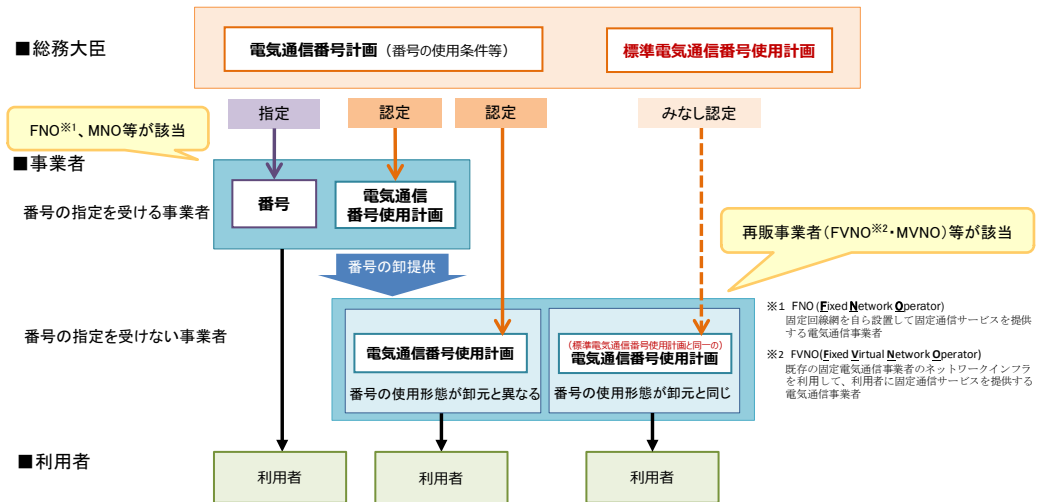 ■総務大臣
電気通信番号計画(番号の使用条件等)
標準電気通信番号使用計画
指定
認定
認定
みなし認定
FNO※1、MNO等が該当
■事業者
番号の指定を受ける事業者
番号
電気通信
番号使用計画
再販事業者(FVNO※2・MVNO)等が該当
番号の卸提供
番号の指定を受けない事業者
電気通信番号使用計画
番号の使用形態が卸元と異なる
(標準電気通信番号使用計画と同一の)
電気通信番号使用計画
番号の使用形態が卸元と同じ
※1 FNO(Fixed Network Operator)
固定回線網を自ら設置して固定通信サービスを提供
する電気通信事業者
※2 FVNO(Fixed Virtual Network Operator)
既存の固定電気通信事業者のネットワークインフラ
を利用して、利用者に固定通信サービスを提供する
電気通信事業者
■利用者
利用者
利用者
利用者